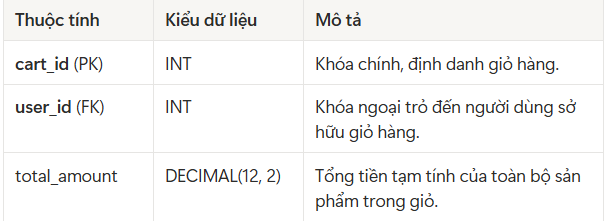 Thuộc tính Kiểu dữ liệu Mô tả
cart_id (PK) INT Khóa chính, định danh giỏ hàng.
user_id (FK) INT Khóa ngoại trỏ đến người dùng sở
hữu giỏ hàng.
total_amount DECIMAL(12, 2) Tổng tiền tạm tính của toàn bộ sản
phẩm trong giỏ.